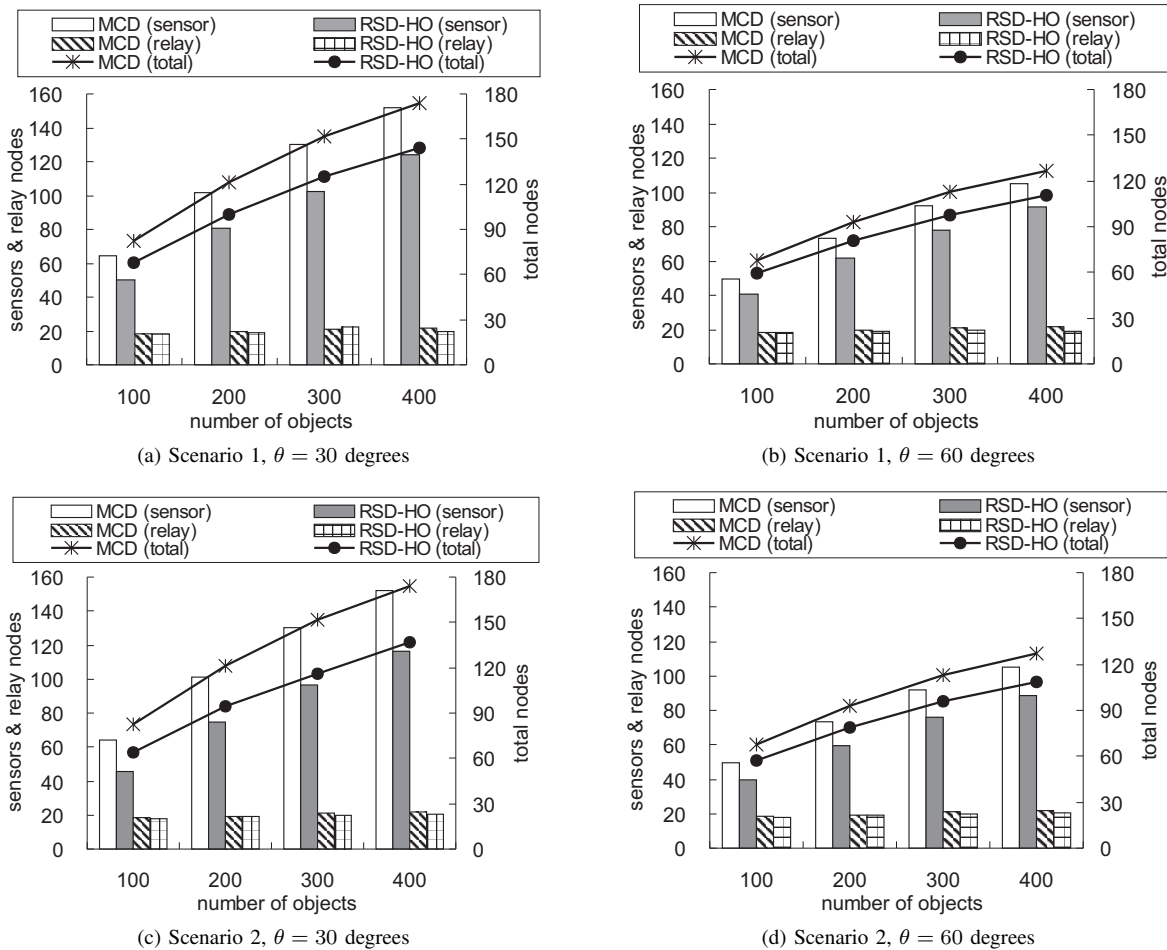 MCD (sensor) RSD-HO (sensor)
MCD (relay) RSD-HO (relay)
MCD (total) RSD-HO (total)
160
140
120
100
80
60
40
20
0
sensors & relay nodes
180
150
120
90
60
30
0
total nodes
100 200 300 400
number of objects
(a) Scenario 1, θ = 30 degrees
MCD (sensor) RSD-HO (sensor)
MCD (relay) RSD-HO (relay)
MCD (total) RSD-HO (total)
160
140
120
100
80
60
40
20
0
sensors & relay nodes
180
150
120
90
60
30
0
total nodes
100 200 300 400
number of objects
(b) Scenario 1, θ = 60 degrees
MCD (sensor) RSD-HO (sensor)
MCD (relay) RSD-HO (relay)
MCD (total) RSD-HO (total)
160
140
120
100
80
60
40
20
0
sensors & relay nodes
180
150
120
90
60
30
0
total nodes
100 200 300 400
number of objects
(c) Scenario 2, θ = 30 degrees
MCD (sensor) RSD-HO (sensor)
MCD (relay) RSD-HO (relay)
MCD (total) RSD-HO (total)
160
140
120
100
80
60
40
20
0
sensors & relay nodes
180
150
120
90
60
30
0
total nodes
100 200 300 400
number of objects
(d) Scenario 2, θ = 60 degrees